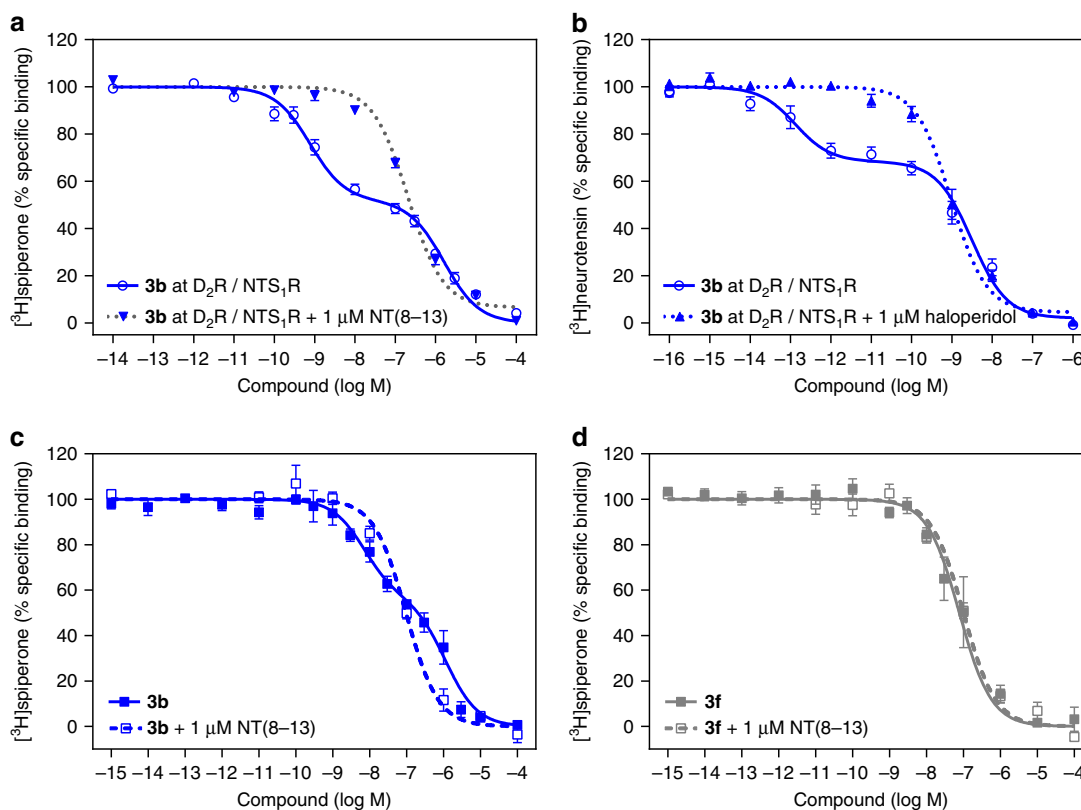 a
[³H]spiperone (% specific binding)
120
100
80
60
40
20
0
3b at D₂R / NTS₁R
3b at D₂R / NTS₁R + 1 μM NT(8–13)
−14 −13 −12 −11 −10 −9 −8 −7 −6 −5 −4
Compound (log M)
b
[³H]neurotensin (% specific binding)
120
100
80
60
40
20
0
3b at D₂R / NTS₁R
3b at D₂R / NTS₁R + 1 μM haloperidol
−16 −15 −14 −13 −12 −11 −10 −9 −8 −7 −6
Compound (log M)
c
[³H]spiperone (% specific binding)
120
100
80
60
40
20
0
3b
3b + 1 μM NT(8–13)
−15 −14 −13 −12 −11 −10 −9 −8 −7 −6 −5 −4
Compound (log M)
d
[³H]spiperone (% specific binding)
120
100
80
60
40
20
0
3f
3f + 1 μM NT(8–13)
−15 −14 −13 −12 −11 −10 −9 −8 −7 −6 −5 −4
Compound (log M)